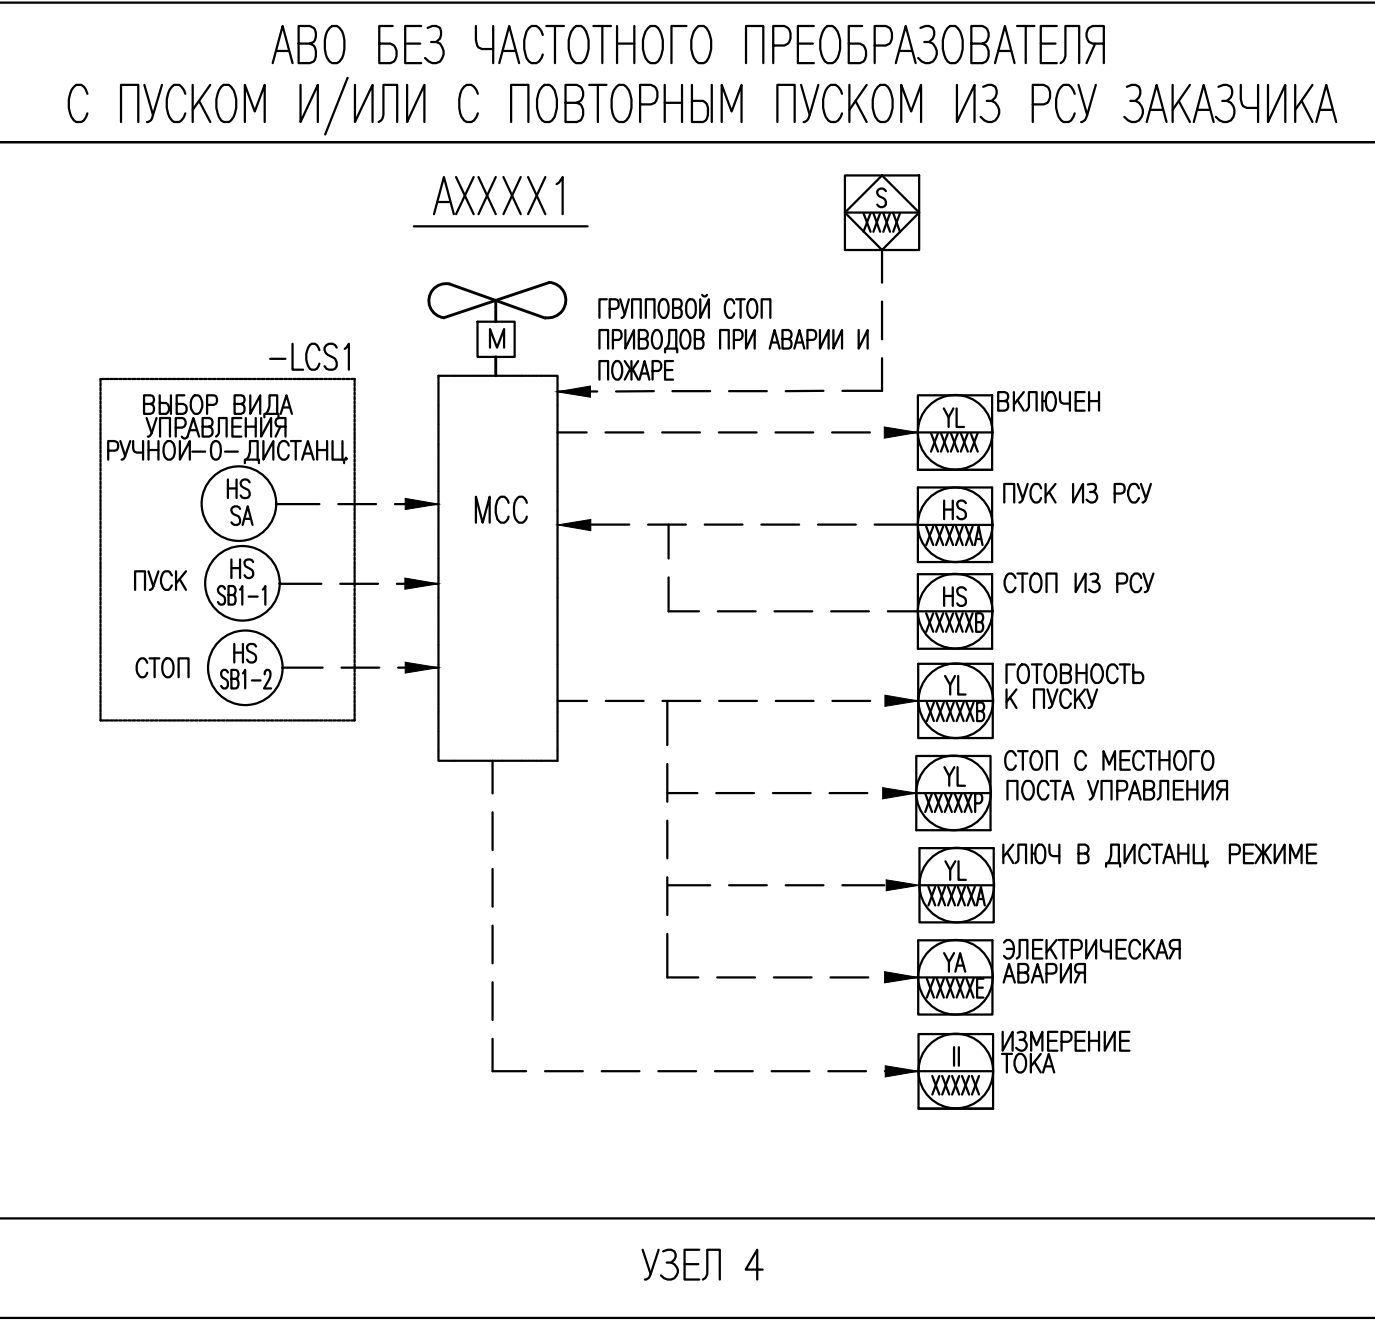 АВО БЕЗ ЧАСТОТНОГО ПРЕОБРАЗОВАТЕЛЯ
С ПУСКОМ И/ИЛИ С ПОВТОРНЫМ ПУСКОМ ИЗ РСУ ЗАКАЗЧИКА
AXXXX1
S
XXXX
ГРУППОВОЙ СТОП
ПРИВОДОВ ПРИ АВАРИИ И
ПОЖАРЕ
M
-LCS1
ВЫБОР ВИДА
УПРАВЛЕНИЯ
РУЧНОЙ-0-ДИСТАНЦ.
HS
SA
ПУСК
HS
SB1-1
СТОП
HS
SB1-2
MCC
YL
XXXXX
ВКЛЮЧЕН
HS
XXXXXA
ПУСК ИЗ РСУ
HS
XXXXXB
СТОП ИЗ РСУ
YL
XXXXXB
ГОТОВНОСТЬ
К ПУСКУ
YL
XXXXXP
СТОП С МЕСТНОГО
ПОСТА УПРАВЛЕНИЯ
YL
XXXXXA
КЛЮЧ В ДИСТАНЦ. РЕЖИМЕ
YA
XXXXXE
ЭЛЕКТРИЧЕСКАЯ
АВАРИЯ
II
XXXXX
ИЗМЕРЕНИЕ
ТОКА
УЗЕЛ 4